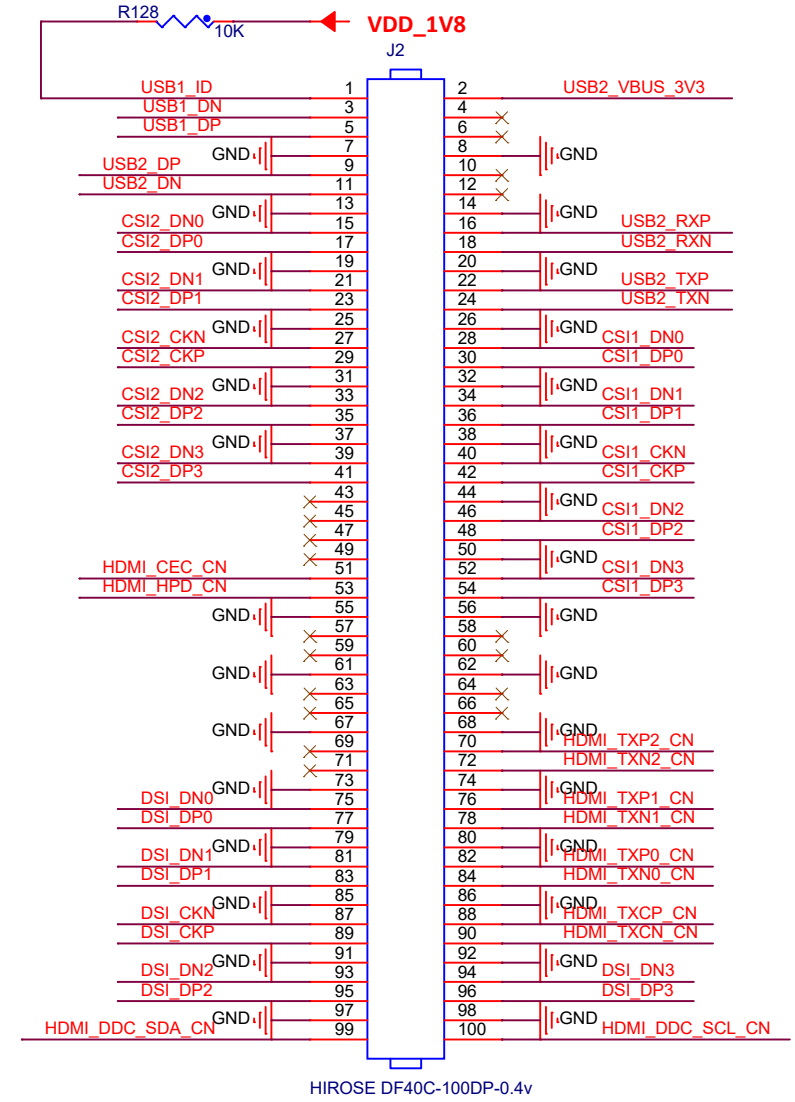 R128
10K
VDD_1V8
J2
USB1_ID 1 2 USB2_VBUS_3V3
USB1_DN 3 4
USB1_DP 5 6
GND 7 8 GND
USB2_DP 9 10
USB2_DN 11 12
GND 13 14 GND
CSI2_DN0 15 16 USB2_RXP
CSI2_DP0 17 18 USB2_RXN
GND 19 20 GND
CSI2_DN1 21 22 USB2_TXP
CSI2_DP1 23 24 USB2_TXN
GND 25 26 GND
CSI2_CKN 27 28 CSI1_DN0
CSI2_CKP 29 30 CSI1_DP0
GND 31 32 GND
CSI2_DN2 33 34 CSI1_DN1
CSI2_DP2 35 36 CSI1_DP1
GND 37 38 GND
CSI2_DN3 39 40 CSI1_CKN
CSI2_DP3 41 42 CSI1_CKP
43 44 GND
45 46 CSI1_DN2
47 48 CSI1_DP2
49 50 GND
HDMI_CEC_CN 51 52 CSI1_DN3
HDMI_HPD_CN 53 54 CSI1_DP3
GND 55 56 GND
57 58
59 60
GND 61 62 GND
63 64
65 66
GND 67 68 GND
69 70 HDMI_TXP2_CN
71 72 HDMI_TXN2_CN
GND 73 74 GND
DSI_DN0 75 76 HDMI_TXP1_CN
DSI_DP0 77 78 HDMI_TXN1_CN
GND 79 80 GND
DSI_DN1 81 82 HDMI_TXP0_CN
DSI_DP1 83 84 HDMI_TXN0_CN
GND 85 86 GND
DSI_CKN 87 88 HDMI_TXCP_CN
DSI_CKP 89 90 HDMI_TXCN_CN
GND 91 92 GND
DSI_DN2 93 94 DSI_DN3
DSI_DP2 95 96 DSI_DP3
GND 97 98 GND
HDMI_DDC_SDA_CN 99 100 HDMI_DDC_SCL_CN
HIROSE DF40C-100DP-0.4v